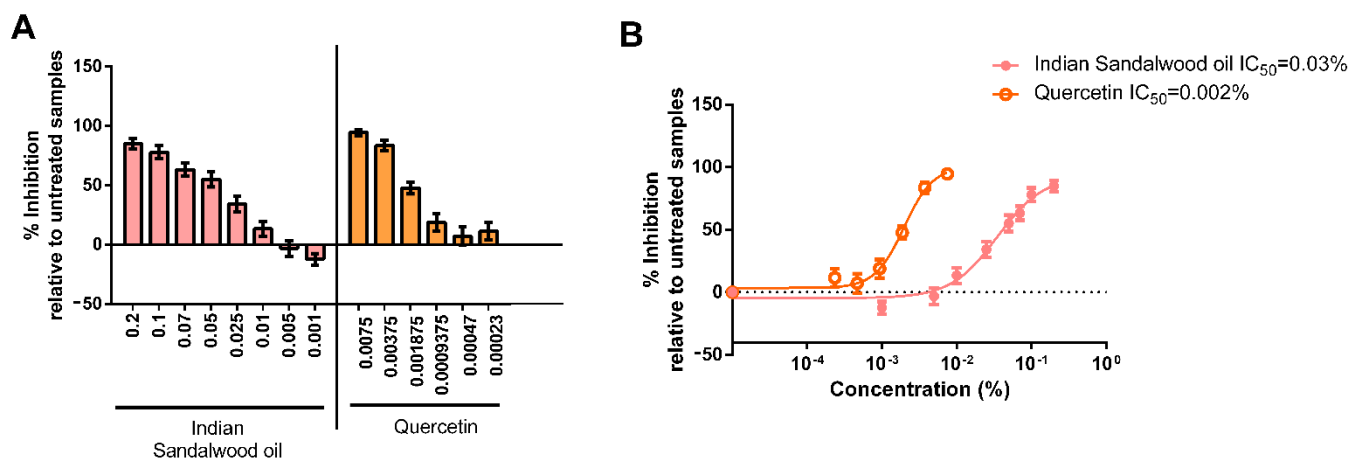 A
% Inhibition
relative to untreated samples
150
100
50
0
−50
0.2
0.1
0.07
0.05
0.025
0.01
0.005
0.001
0.0075
0.00375
0.001875
0.0009375
0.00047
0.00023
Indian
Sandalwood oil
Quercetin
B
Indian Sandalwood oil IC50=0.03%
Quercetin IC50=0.002%
% Inhibition
relative to untreated samples
150
100
50
0
−50
10-4
10-3
10-2
10-1
100
Concentration (%)